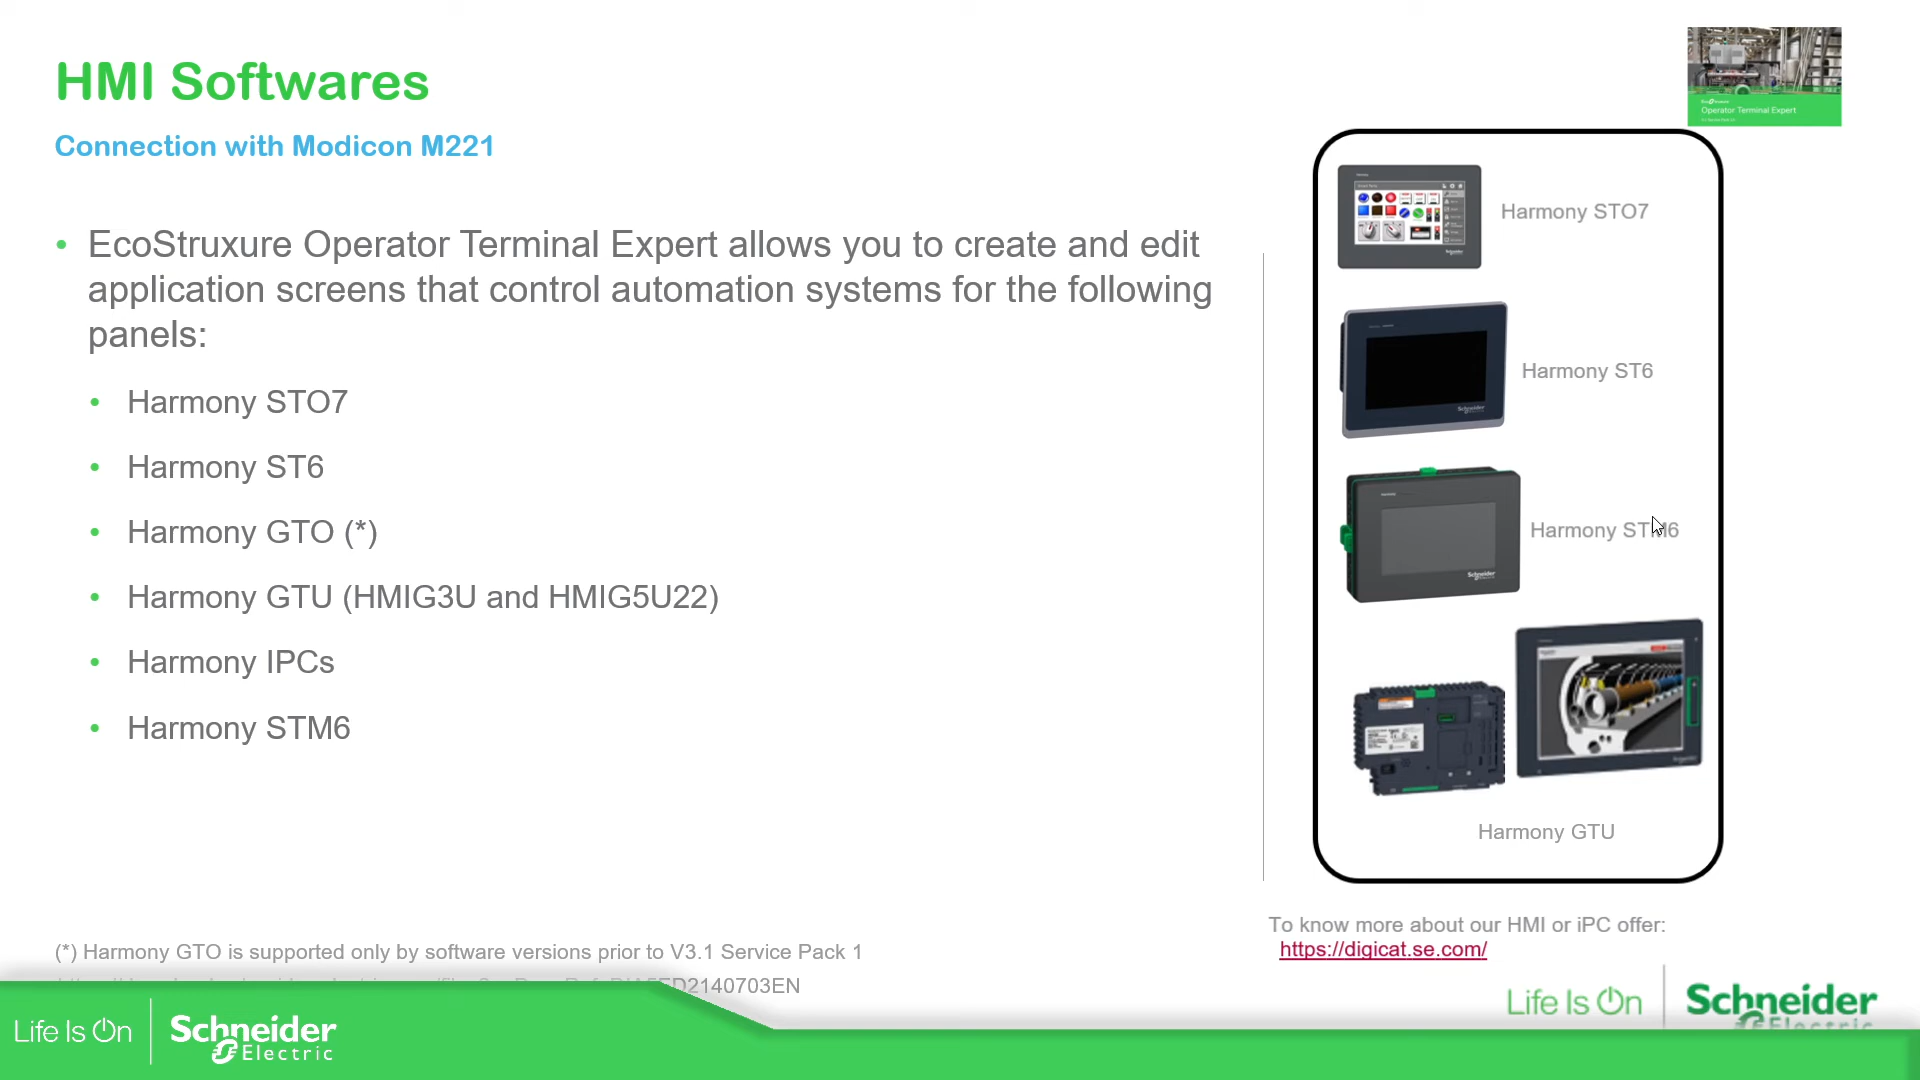 HMI Softwares
Connection with Modicon M221
• EcoStruxure Operator Terminal Expert allows you to create and edit
application screens that control automation systems for the following
panels:
• Harmony STO7
• Harmony ST6
• Harmony GTO (*)
• Harmony GTU (HMIG3U and HMIG5U22)
• Harmony IPCs
• Harmony STM6
(*) Harmony GTO is supported only by software versions prior to V3.1 Service Pack 1
D2140703EN
Operator Terminal Expert
Harmony STO7
Harmony ST6
Schneider
Harmony STM6
Schneider
Harmony GTU
To know more about our HMI or iPC offer:
https://digicat.se.com/
Life Is On
Schneider
Electric
Life Is On
Schneider
Electric